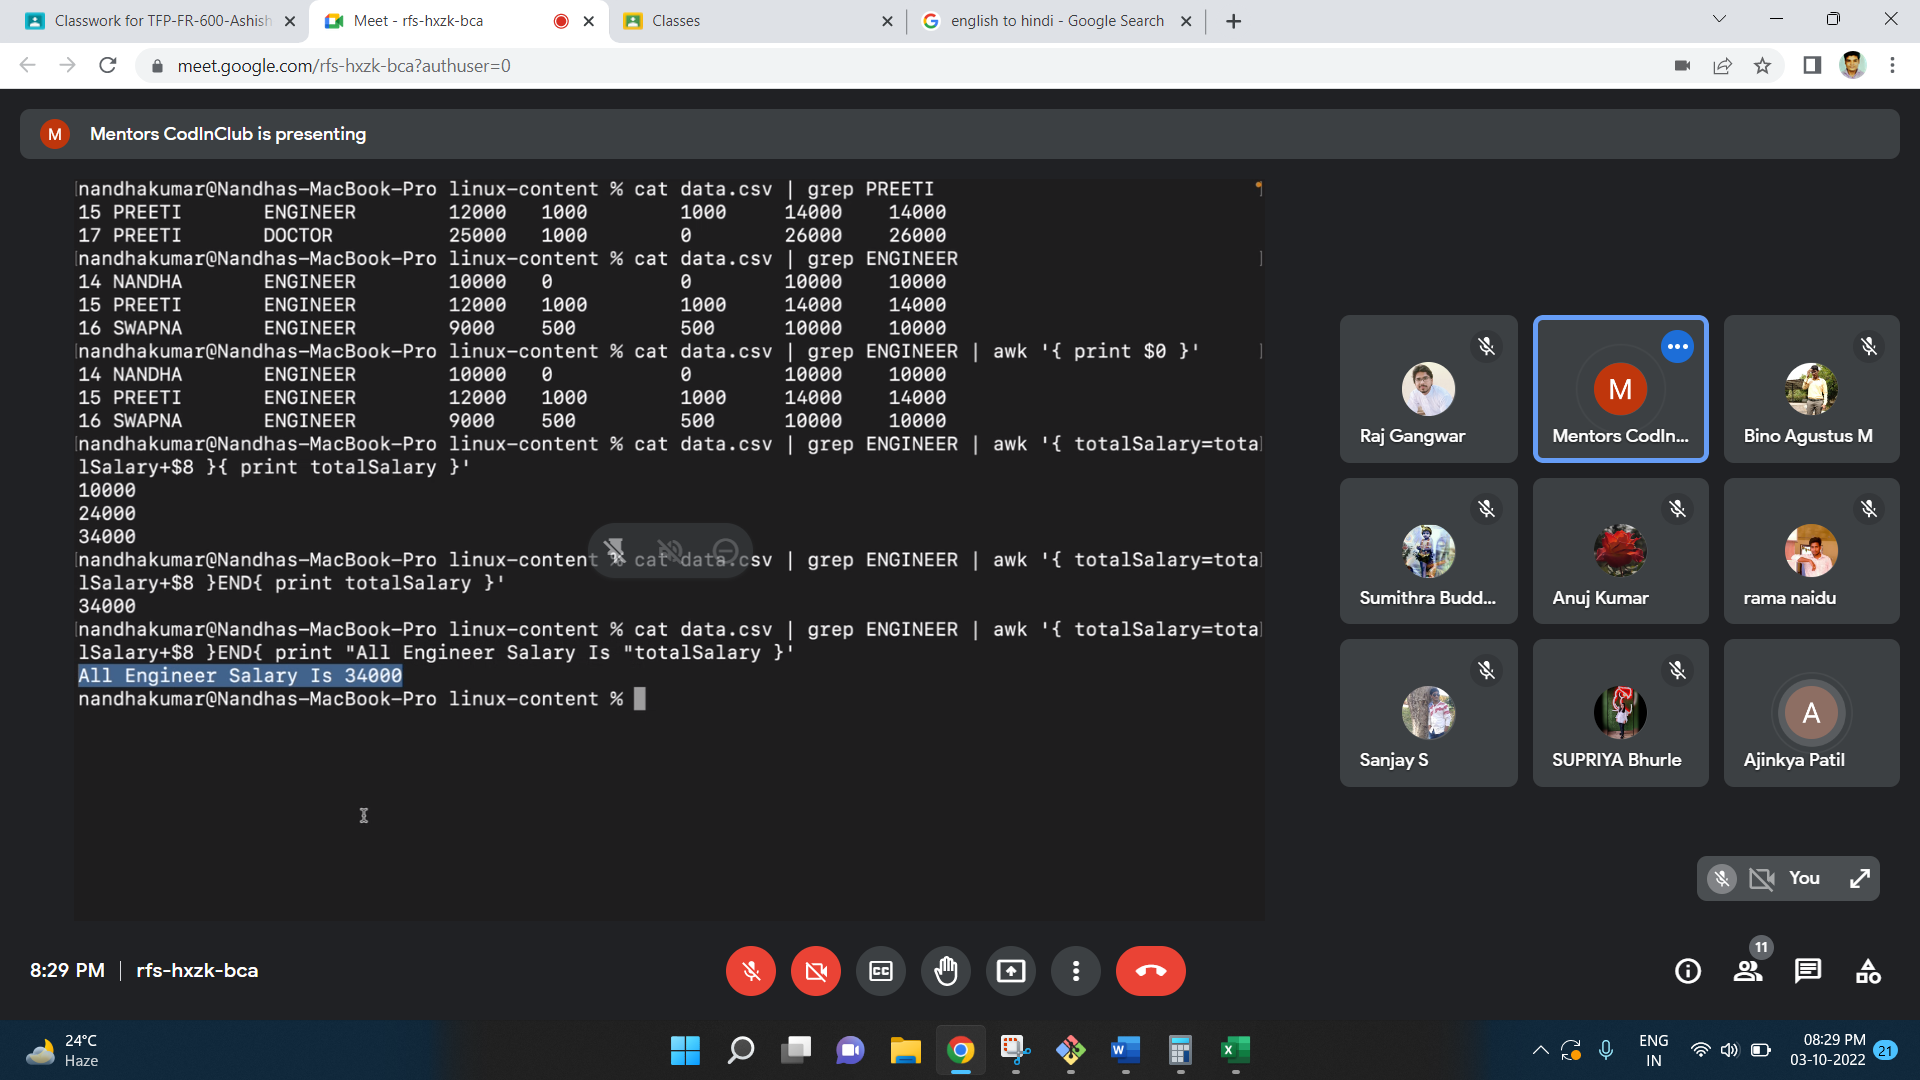 Classwork for TFP-FR-600-Ashish
Meet - rfs-hxzk-bca
Classes
english to hindi - Google Search
meet.google.com/rfs-hxzk-bca?authuser=0
M Mentors CodInClub is presenting
nandhakumar@Nandhas-MacBook-Pro linux-content % cat data.csv | grep PREETI
15 PREETI ENGINEER 12000 1000 1000 14000 14000
17 PREETI DOCTOR 25000 1000 0 26000 26000
nandhakumar@Nandhas-MacBook-Pro linux-content % cat data.csv | grep ENGINEER
14 NANDHA ENGINEER 10000 0 0 10000 10000
15 PREETI ENGINEER 12000 1000 1000 14000 14000
16 SWAPNA ENGINEER 9000 500 500 10000 10000
nandhakumar@Nandhas-MacBook-Pro linux-content % cat data.csv | grep ENGINEER | awk '{ print $0 }'
14 NANDHA ENGINEER 10000 0 0 10000 10000
15 PREETI ENGINEER 12000 1000 1000 14000 14000
16 SWAPNA ENGINEER 9000 500 500 10000 10000
nandhakumar@Nandhas-MacBook-Pro linux-content % cat data.csv | grep ENGINEER | awk '{ totalSalary=tota
lSalary+$8 }{ print totalSalary }'
10000
24000
34000
nandhakumar@Nandhas-MacBook-Pro linux-content % cat data.csv | grep ENGINEER | awk '{ totalSalary=tota
lSalary+$8 }END{ print totalSalary }'
34000
nandhakumar@Nandhas-MacBook-Pro linux-content % cat data.csv | grep ENGINEER | awk '{ totalSalary=tota
lSalary+$8 }END{ print "All Engineer Salary Is "totalSalary }'
All Engineer Salary Is 34000
nandhakumar@Nandhas-MacBook-Pro linux-content %
Raj Gangwar
M
Mentors CodIn...
Bino Agustus M
Sumithra Budd...
Anuj Kumar
rama naidu
Sanjay S
SUPRIYA Bhurle
A
Ajinkya Patil
You
8:29 PM | rfs-hxzk-bca
CC
11
24°C
Haze
W
X
ENG
IN
08:29 PM
03-10-2022
21